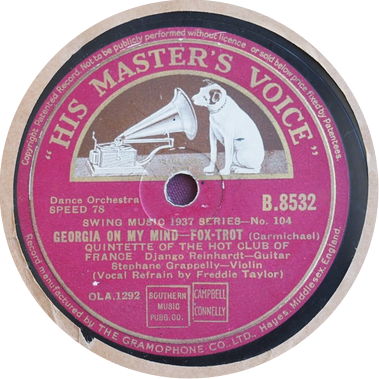 Patented Record. Not to be publicly performed without licence or sold below price fixed by Patentees.
"HIS MASTER'S VOICE"
Dance Orchestra
SPEED 78
B.8532
SWING MUSIC 1937 SERIES—No. 104
GEORGIA ON MY MIND—FOX-TROT (Carmichael)
QUINTETTE OF THE HOT CLUB OF
FRANCE Django Reinhardt—Guitar
Stephane Grappelly—Violin
(Vocal Refrain by Freddie Taylor)
OLA.1292
SOUTHERN
MUSIC
PUBG.CO.
CAMPBELL
CONNELLY
Record manufactured by THE GRAMOPHONE CO., LTD., Hayes, Middlesex, England.